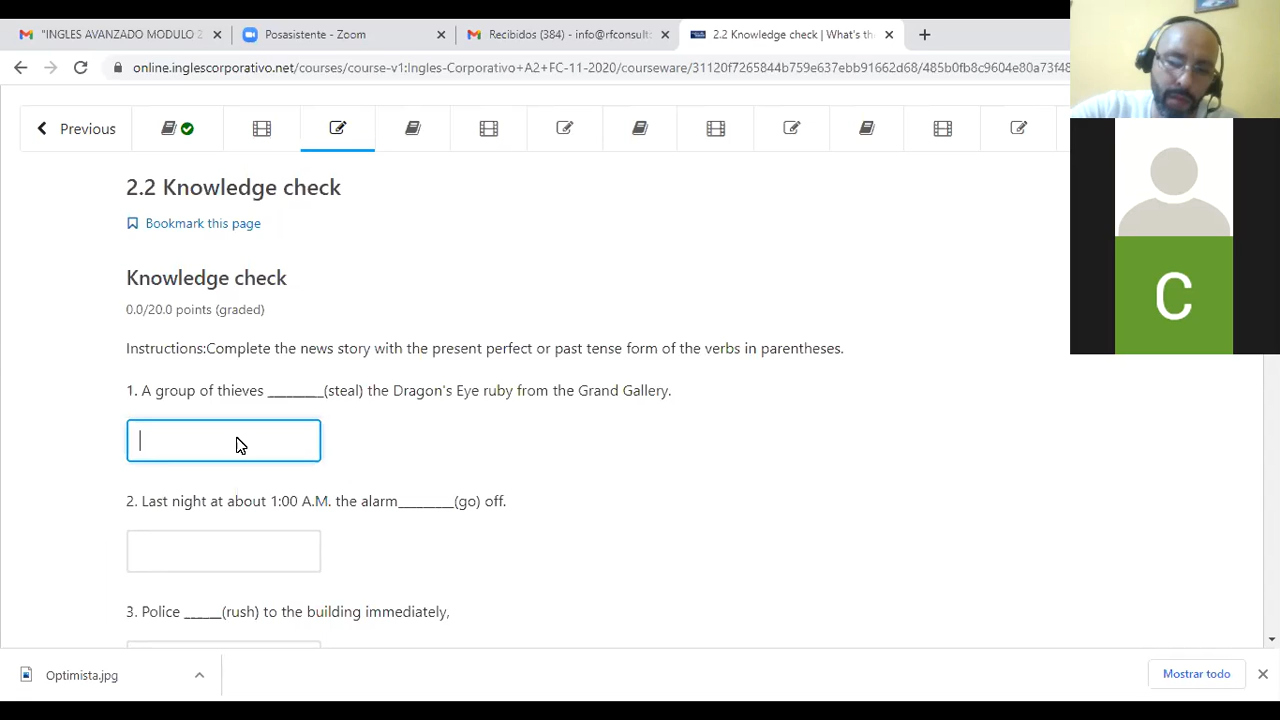 "INGLES AVANZADO MODULO 2
Posasistente - Zoom
Recibidos (384) - info@rfconsult
2.2 Knowledge check | What's the
online.inglescorporativo.net/courses/course-v1:Ingles-Corporativo+A2+FC-11-2020/courseware/31120f7265844b759e637ebb91662d68/485b0fb8c9604e80a73f48
Previous
2.2 Knowledge check
Bookmark this page
Knowledge check
0.0/20.0 points (graded)
Instructions:Complete the news story with the present perfect or past tense form of the verbs in parentheses.
1. A group of thieves _________(steal) the Dragon's Eye ruby from the Grand Gallery.
2. Last night at about 1:00 A.M. the alarm_________(go) off.
3. Police ______(rush) to the building immediately,
Optimista.jpg
Mostrar todo
C